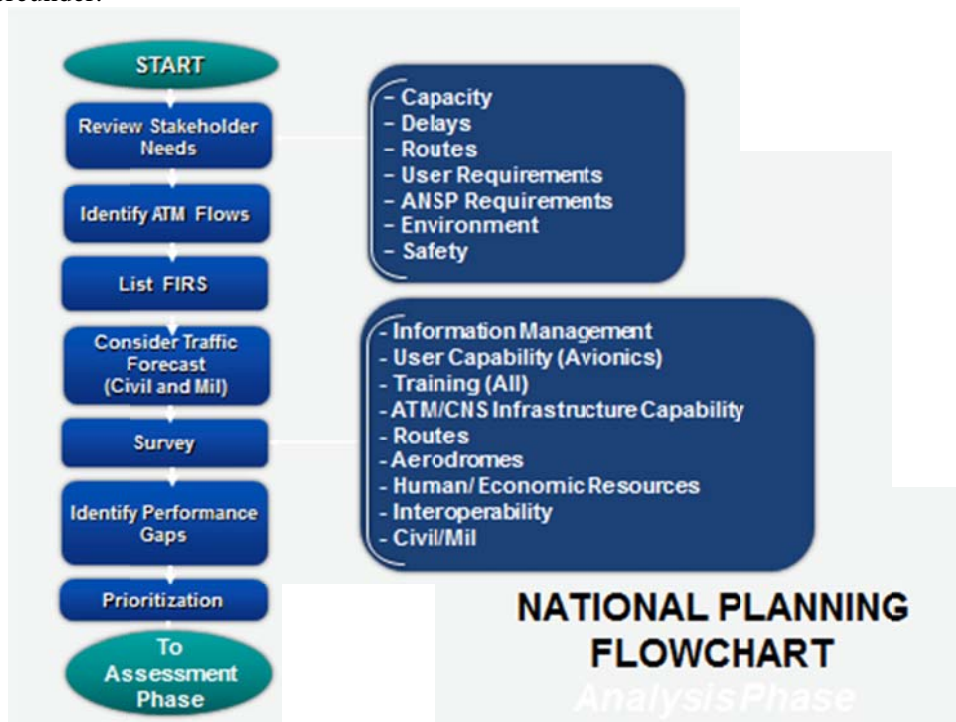 START
Review Stakeholder
Needs
Identify ATM Flows
List FIRS
Consider Traffic
Forecast
(Civil and Mil)
Survey
Identify Performance
Gaps
Prioritization
To
Assessment
Phase
– Capacity
– Delays
– Routes
– User Requirements
– ANSP Requirements
– Environment
– Safety
- Information Management
- User Capability (Avionics)
- Training (All)
- ATM/CNS Infrastructure Capability
- Routes
- Aerodromes
- Human/ Economic Resources
- Interoperability
- Civil/Mil
NATIONAL PLANNING
FLOWCHART
Analysis Phase